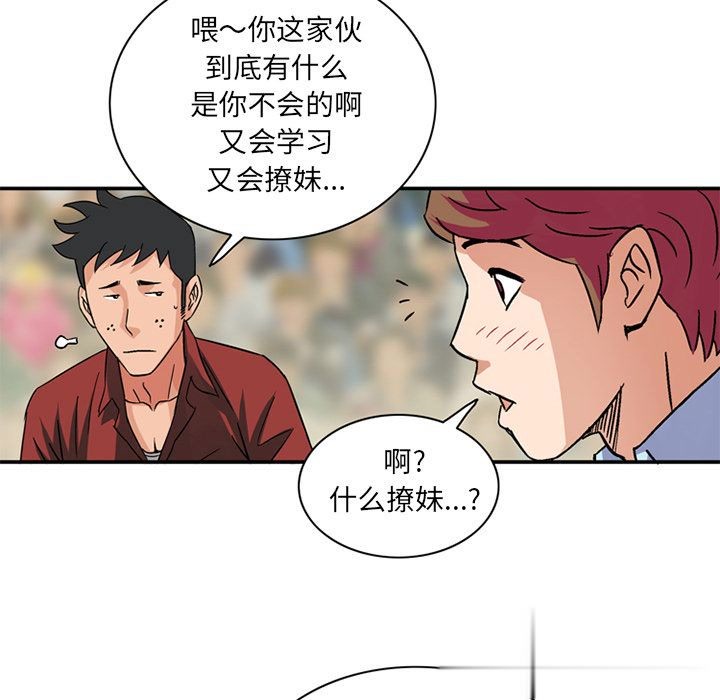 喂～你这家伙
到底有什么
是你不会的啊
又会学习
又会撩妹...
啊?
什么撩妹...?